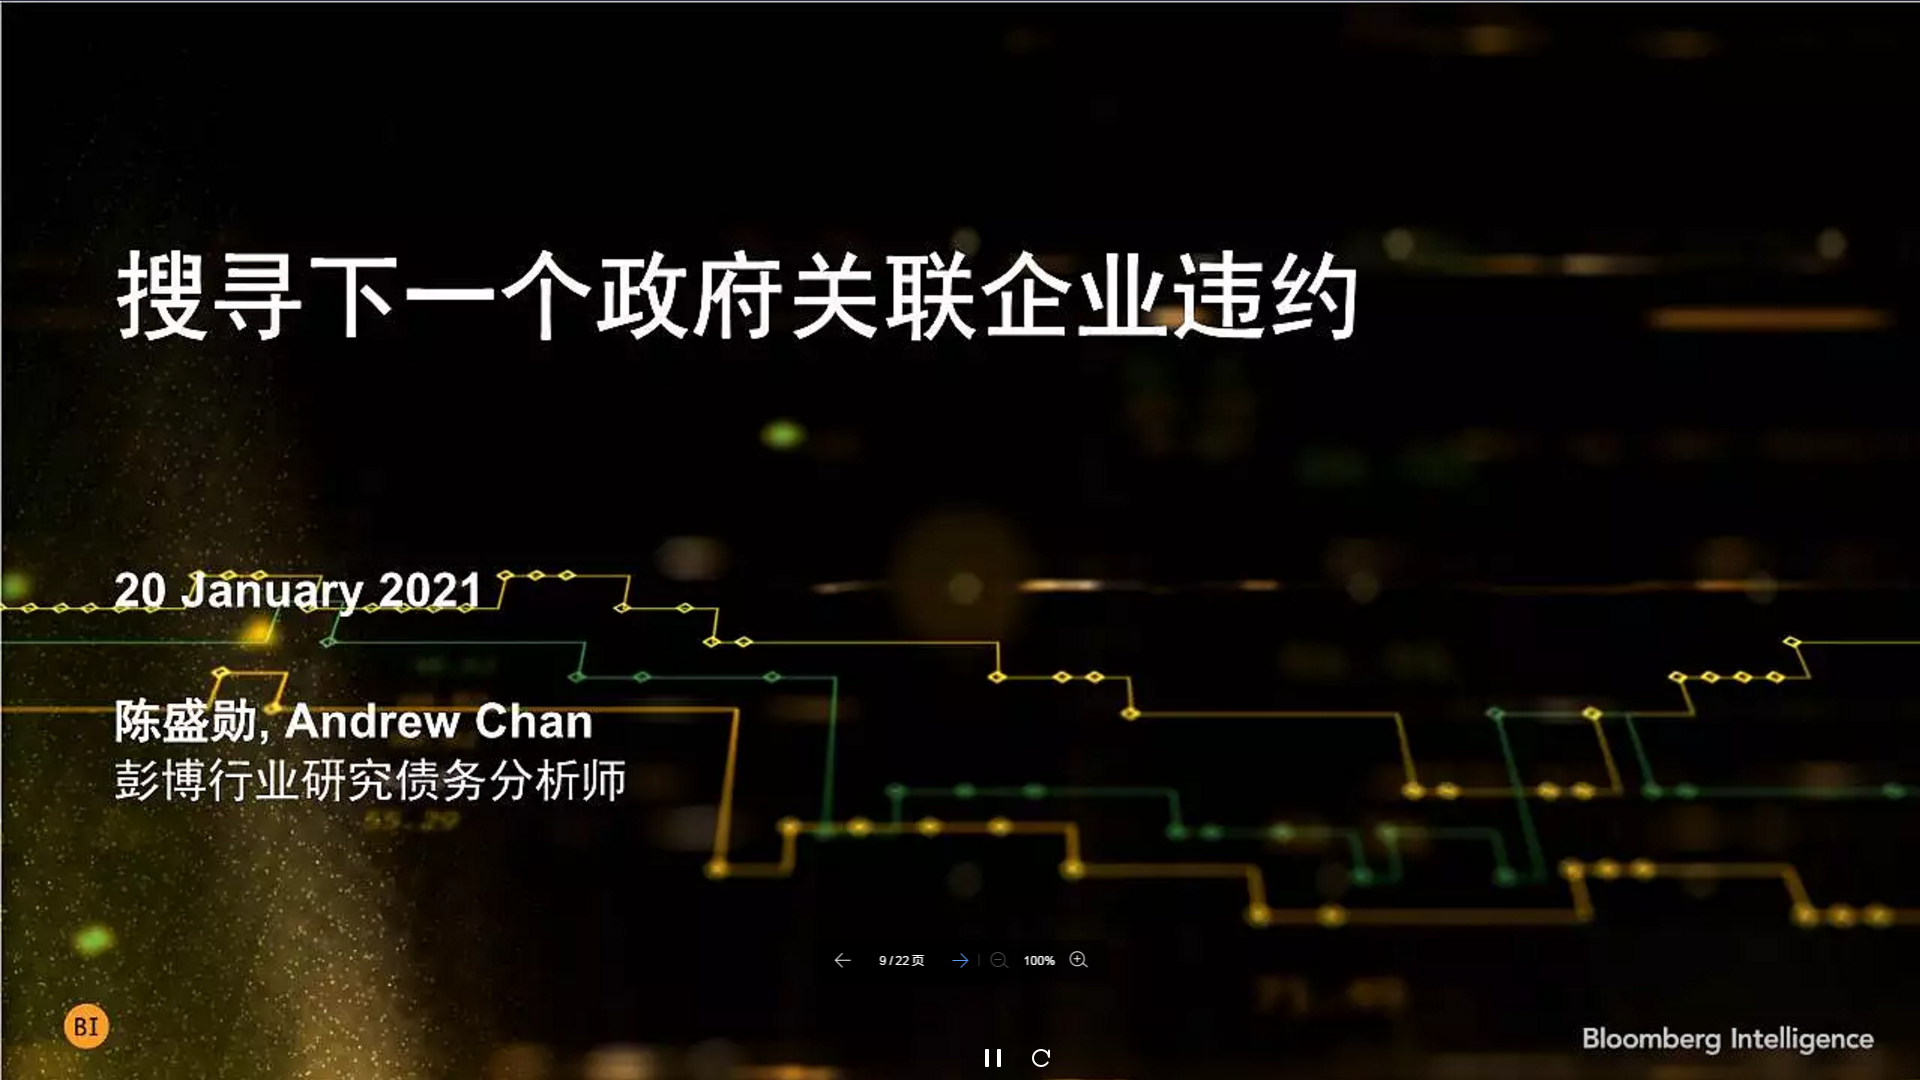 搜寻下一个政府关联企业违约
20 January 2021
陈盛勋, Andrew Chan
彭博行业研究债务分析师
9/22页
100%
BI
Bloomberg Intelligence